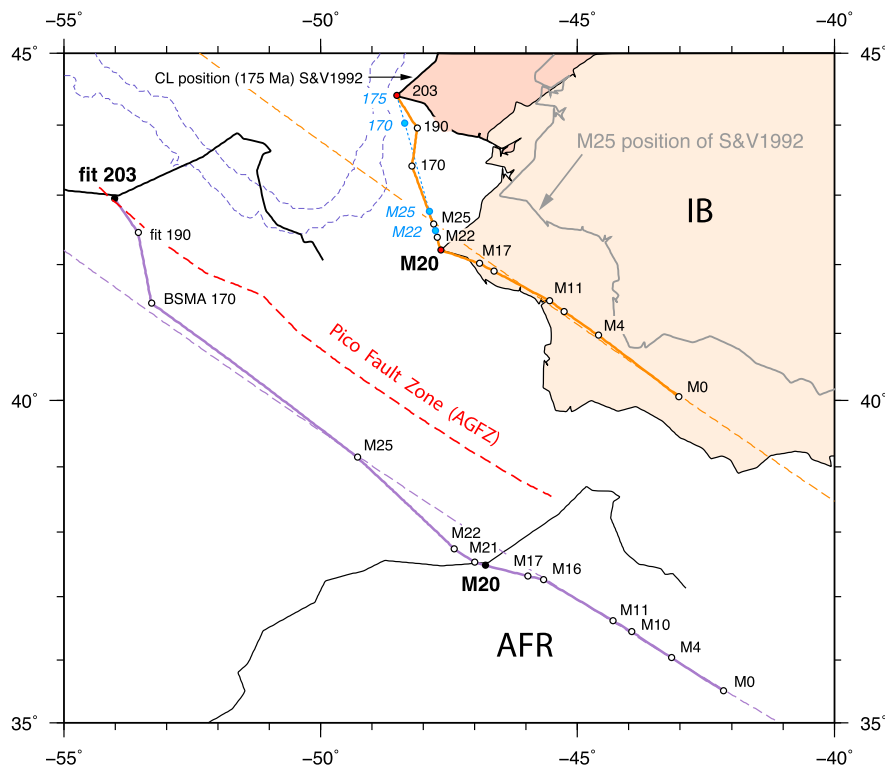 −55˚ −50˚ −45˚ −40˚
45˚ 45˚
CL position (175 Ma) S&V1992
203
175
170
190
M25 position of S&V1992
170
fit 203
IB
M25
M25
M22
M22
fit 190
M20
M17
BSMA 170
M11
M4
Pico Fault Zone (AGFZ)
M0
40˚ 40˚
M25
M22
M21
M17
M16
M20
M11
M10
AFR
M4
M0
35˚ 35˚
−55˚ −50˚ −45˚ −40˚